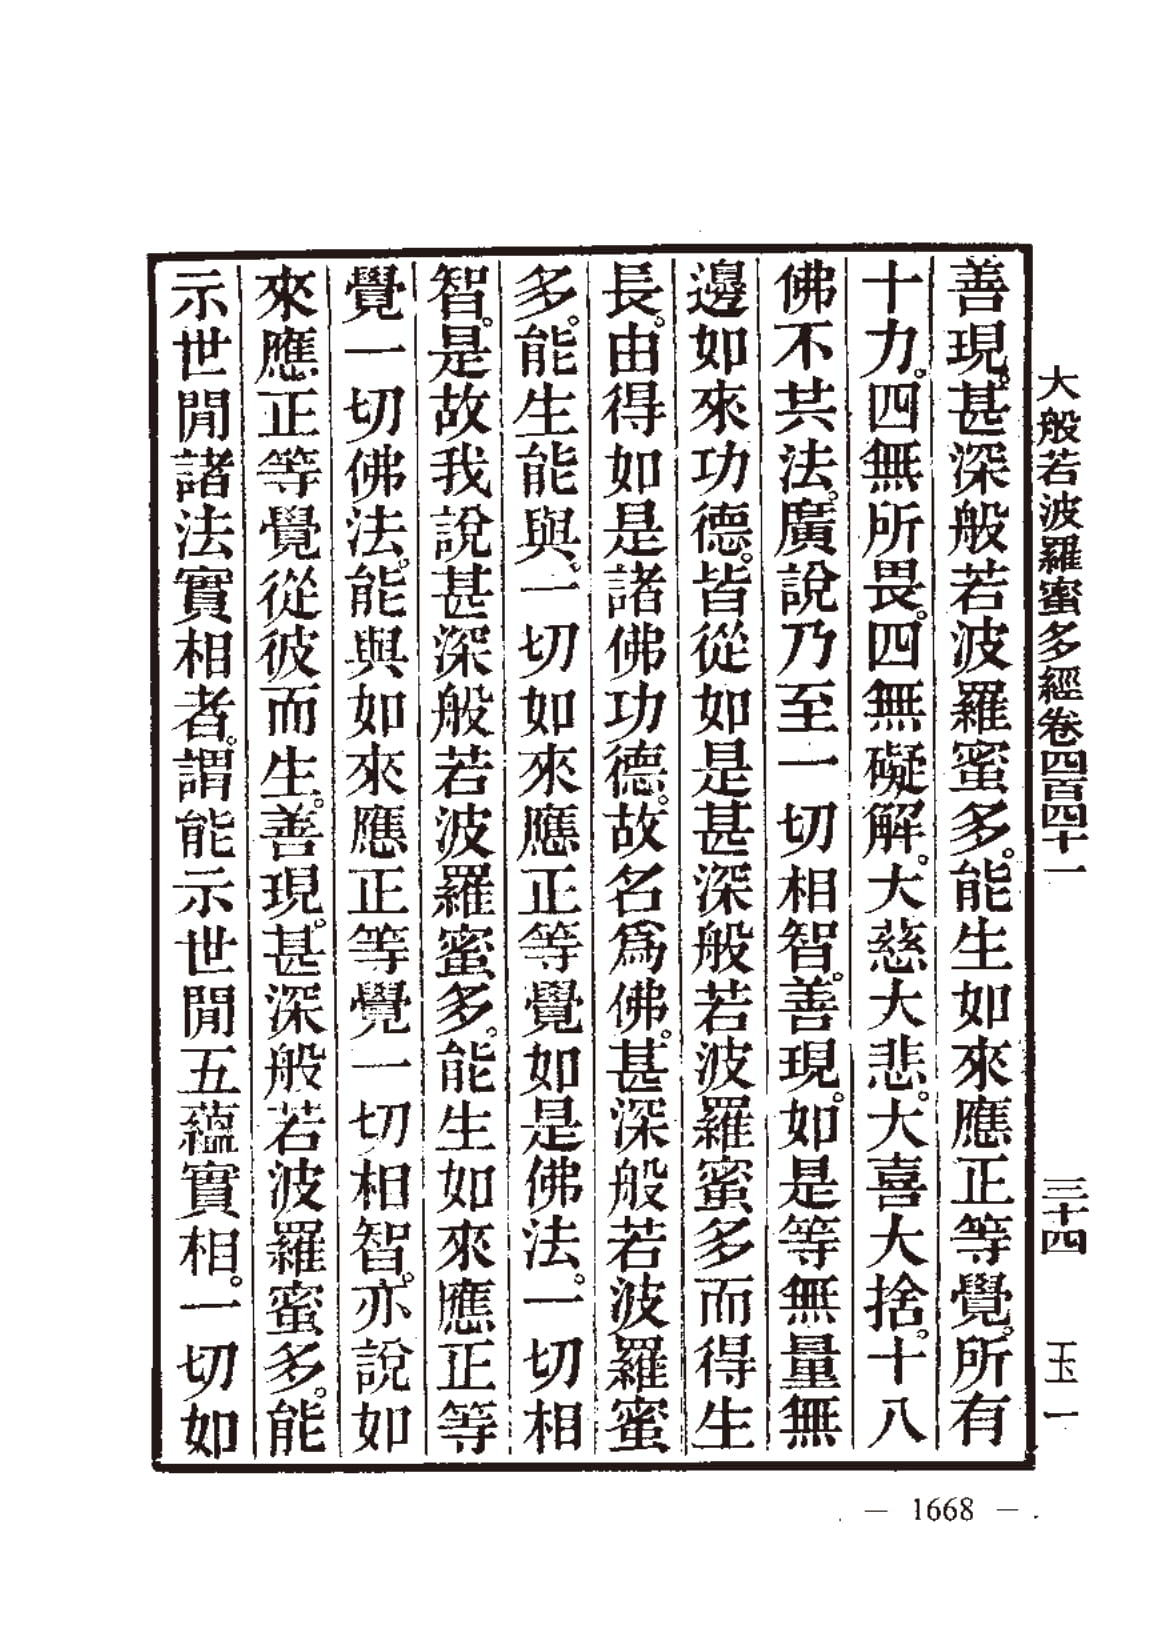 大般若波羅蜜多經卷四百四十一 三十四 玉一
善現。甚深般若波羅蜜多。能生如來應正等覺。所有
十力。四無所畏。四無礙解。大慈大悲。大喜大捨。十八
佛不共法。廣說乃至一切相智。善現。如是等無量無
邊如來功德。皆從如是甚深般若波羅蜜多而得生
長。由得如是諸佛功德。故名爲佛。甚深般若波羅蜜
多。能生能與。一切如來應正等覺如是佛法。一切相
智。是故我說甚深般若波羅蜜多。能生如來應正等
覺一切佛法。能與如來應正等覺一切相智。亦說如
來應正等覺從彼而生。善現。甚深般若波羅蜜多。能
示世閒諸法實相者。謂能示世閒五蘊實相。一切如
— 1668 —